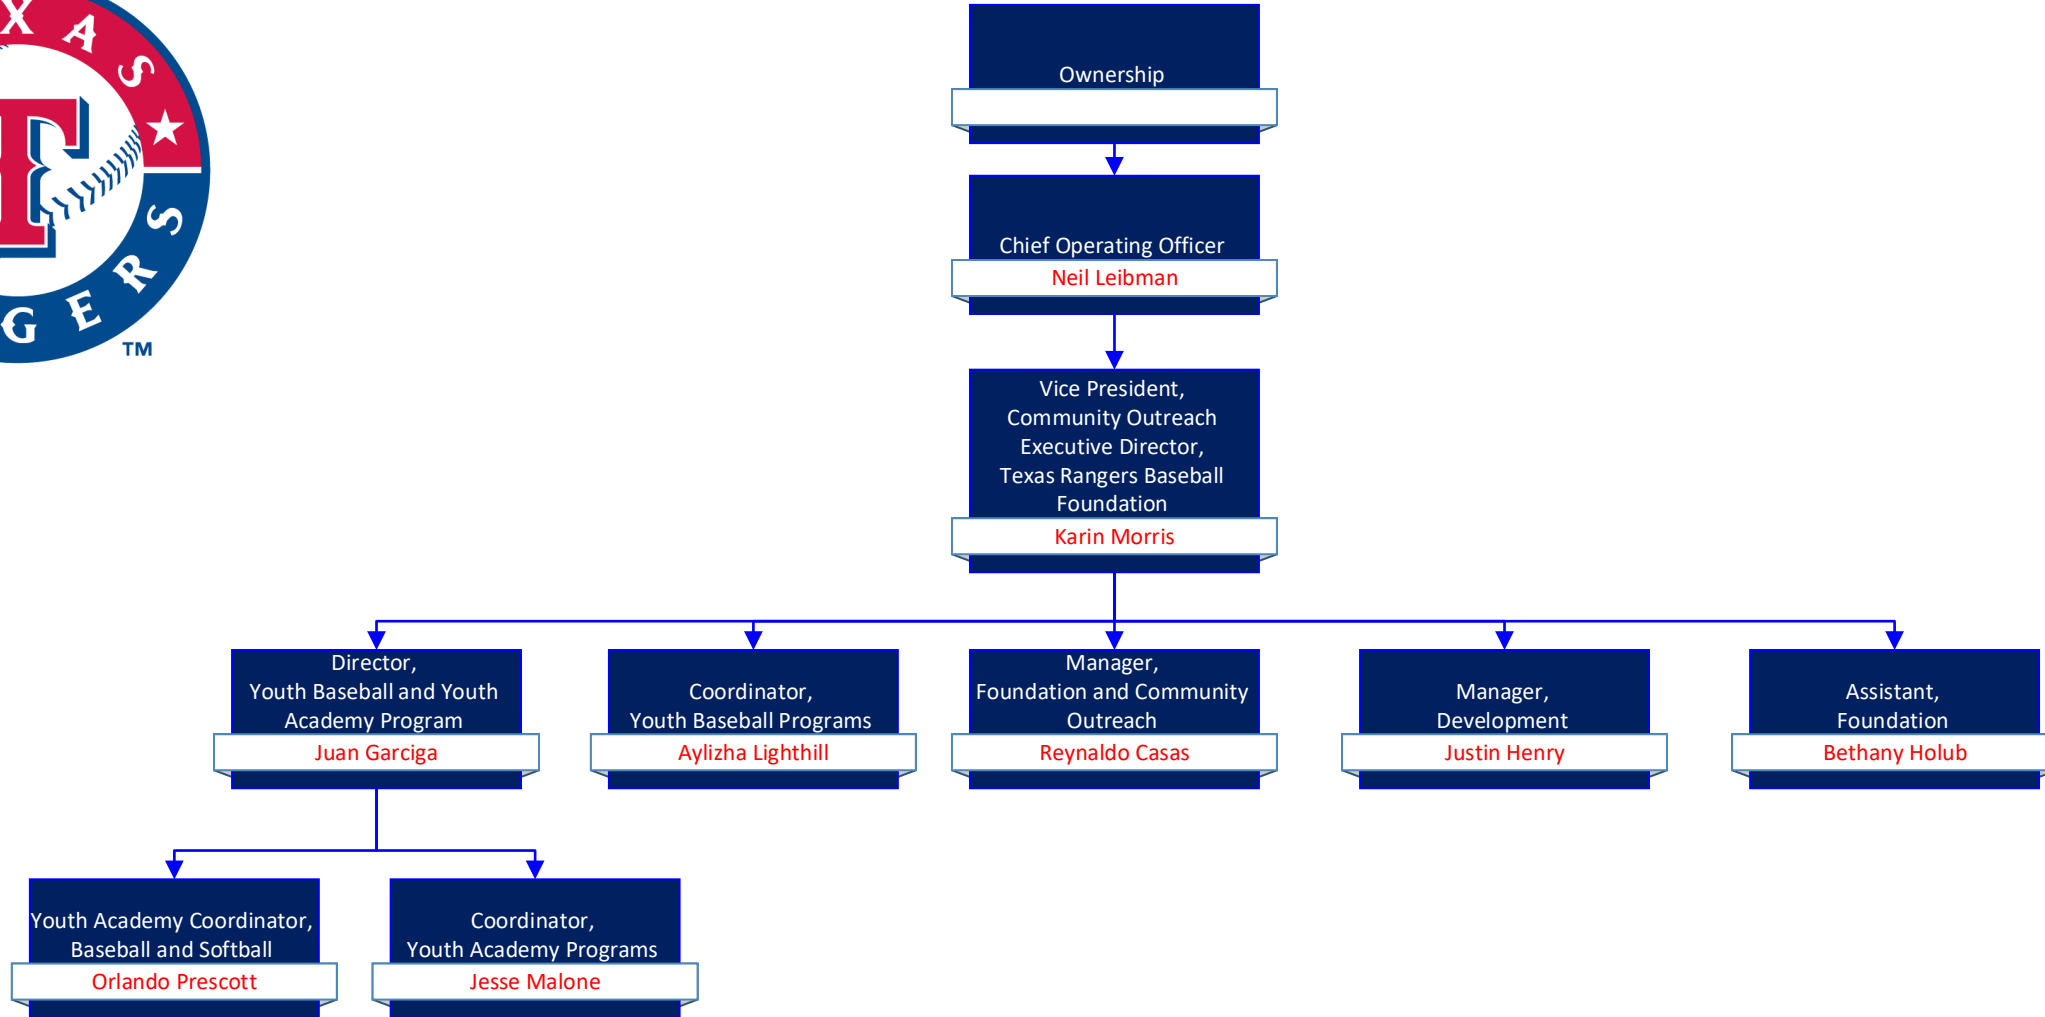 XAS
GERS
TM
Ownership
Chief Operating Officer
Neil Leibman
Vice President,
Community Outreach
Executive Director,
Texas Rangers Baseball
Foundation
Karin Morris
Director,
Youth Baseball and Youth
Academy Program
Juan Garciga
Coordinator,
Youth Baseball Programs
Aylizha Lighthill
Manager,
Foundation and Community
Outreach
Reynaldo Casas
Manager,
Development
Justin Henry
Assistant,
Foundation
Bethany Holub
Youth Academy Coordinator,
Baseball and Softball
Orlando Prescott
Coordinator,
Youth Academy Programs
Jesse Malone